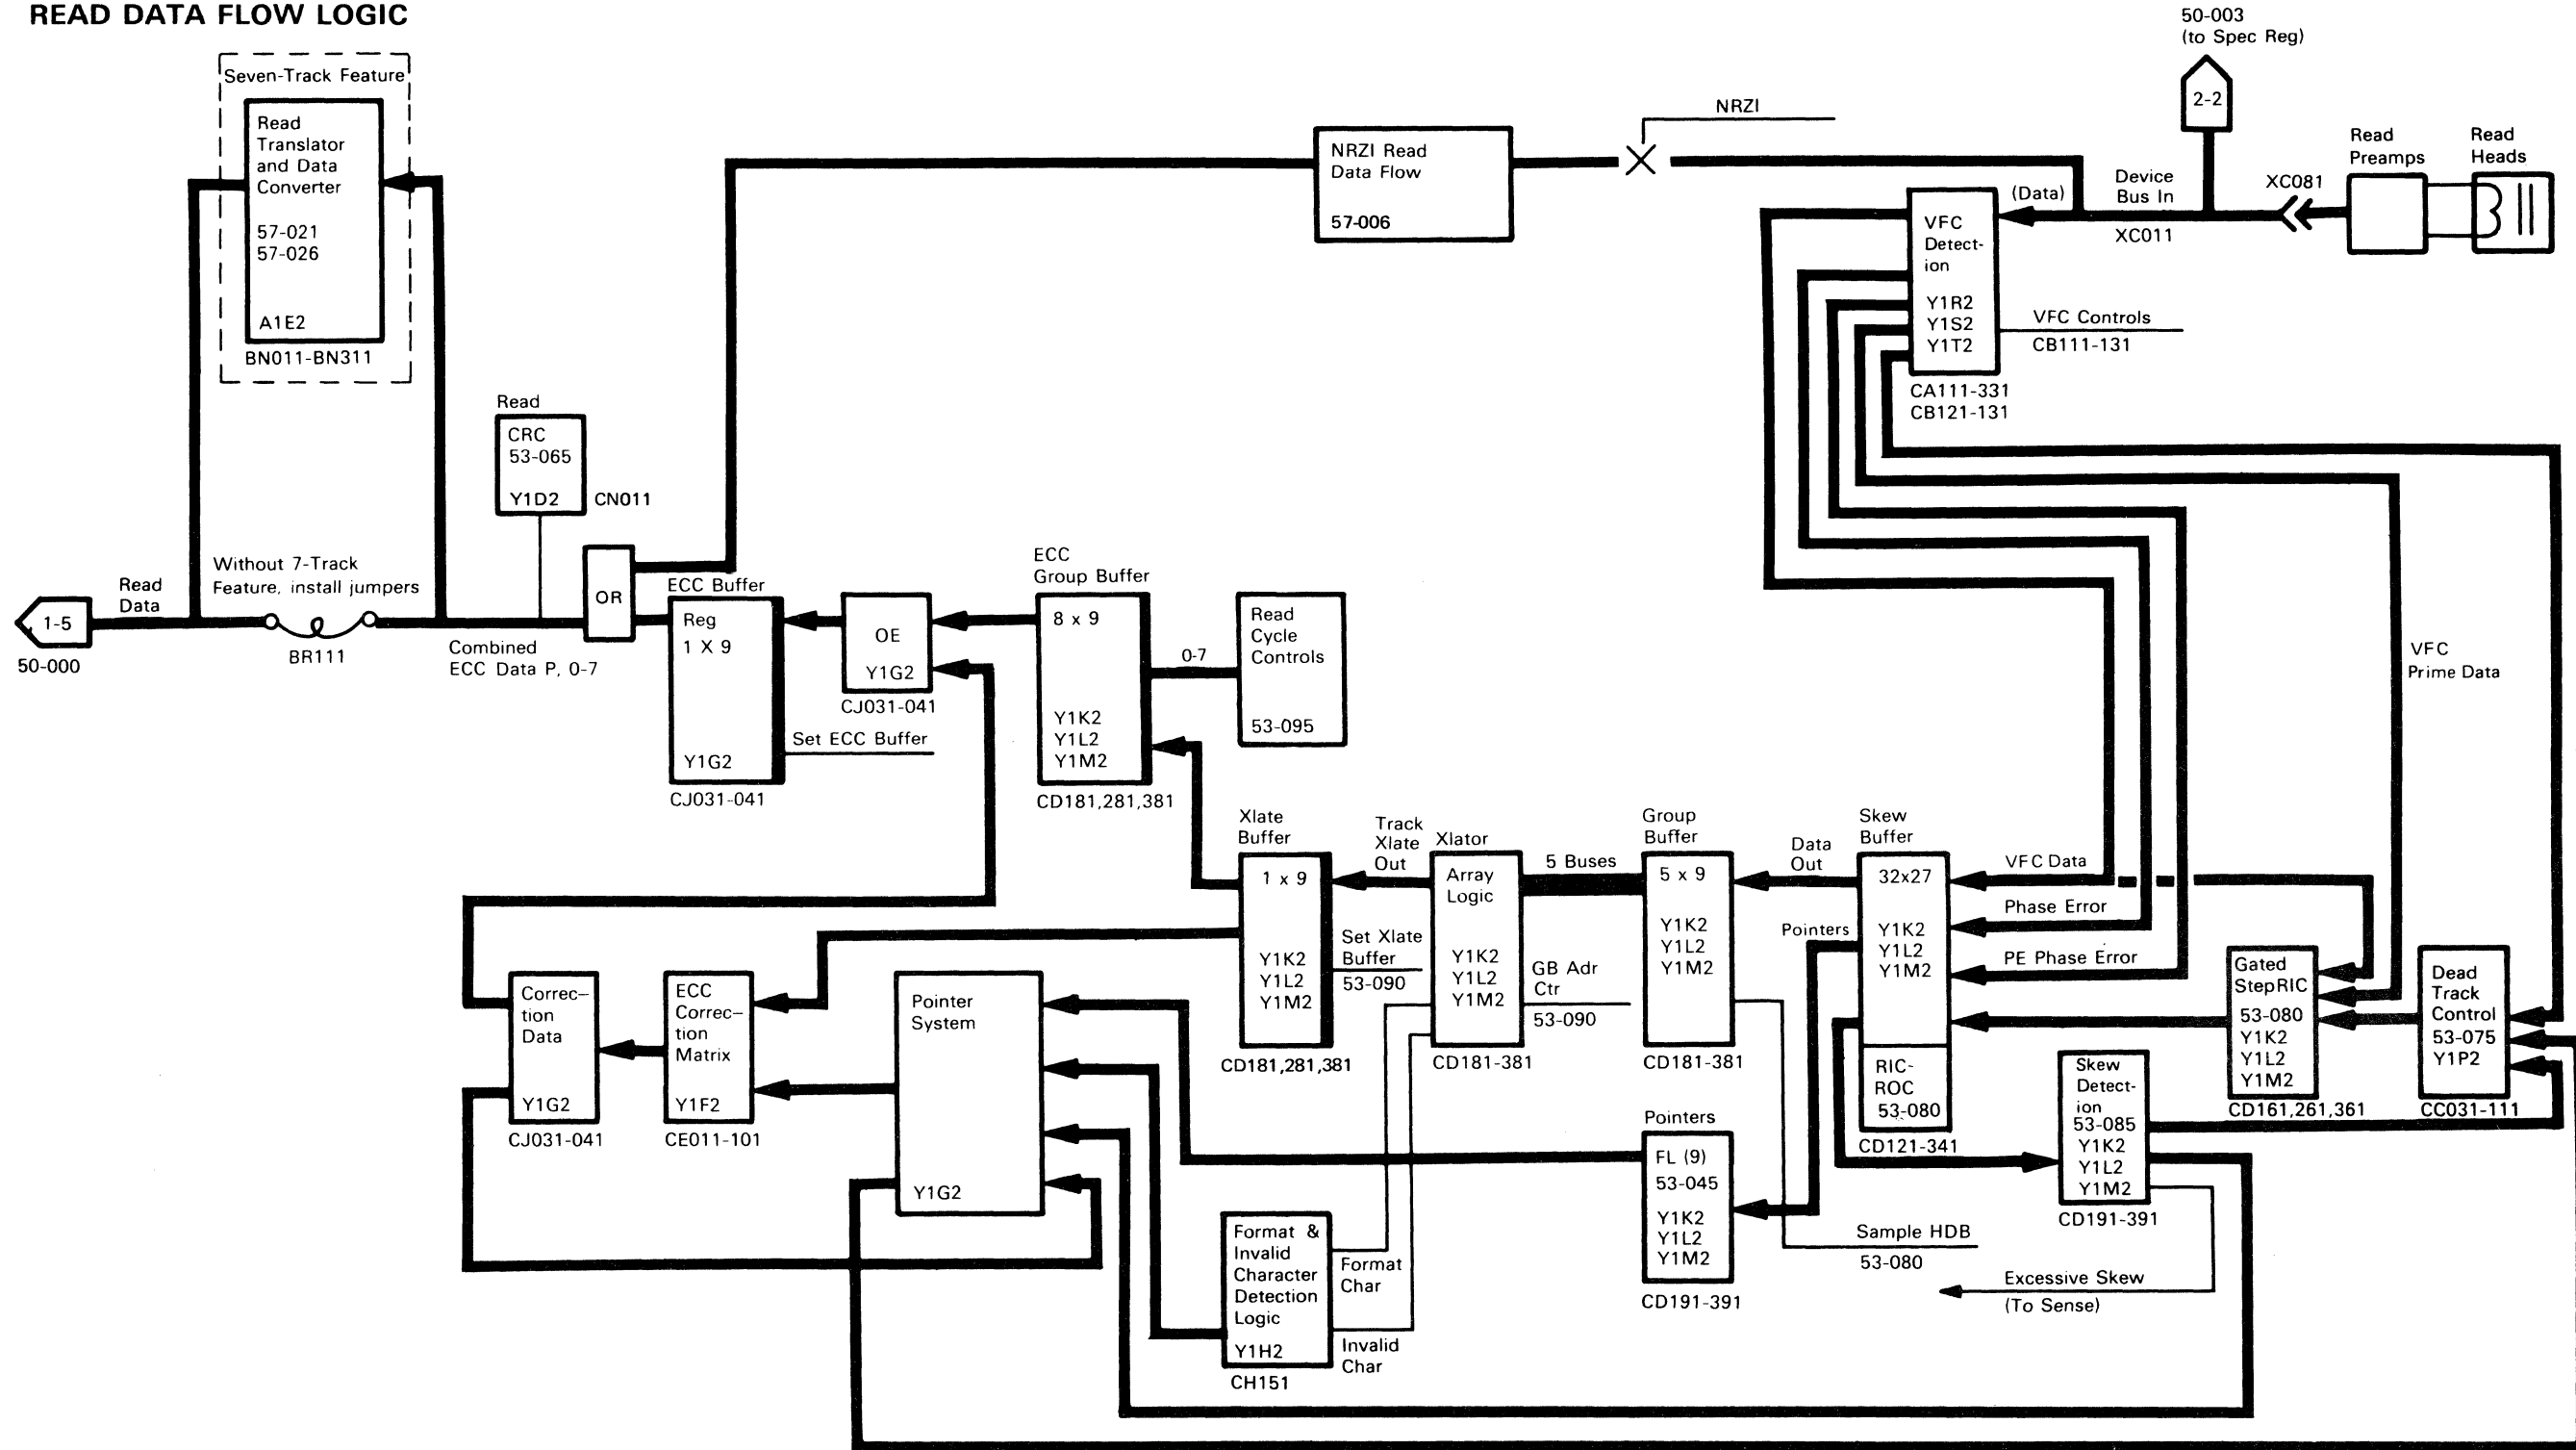 READ DATA FLOW LOGIC
50-003
(to Spec Reg)
2-2
Seven-Track Feature
Read
Translator
and Data
Converter
57-021
57-026
A1E2
BN011-BN311
NRZI
NRZI Read
Data Flow
57-006
Read
Preamps
Read
Heads
XC081
Device
Bus In
XC011
(Data)
VFC
Detect-
ion
Y1R2
Y1S2
Y1T2
VFC Controls
CB111-131
CA111-331
CB121-131
Read
CRC
53-065
Y1D2
CN011
Without 7-Track
Feature, install jumpers
Read
Data
1-5
50-000
BR111
Combined
ECC Data P, 0-7
OR
ECC Buffer
Reg
1 X 9
Y1G2
CJ031-041
Set ECC Buffer
OE
Y1G2
CJ031-041
ECC
Group Buffer
8 x 9
Y1K2
Y1L2
Y1M2
CD181,281,381
0-7
Read
Cycle
Controls
53-095
VFC
Prime Data
Xlate
Buffer
1 x 9
Y1K2
Y1L2
Y1M2
CD181,281,381
Track
Xlate
Out
Set Xlate
Buffer
53-090
Xlator
Array
Logic
Y1K2
Y1L2
Y1M2
CD181-381
5 Buses
GB Adr
Ctr
53-090
Group
Buffer
5 x 9
Y1K2
Y1L2
Y1M2
CD181-381
Data
Out
Pointers
Skew
Buffer
32x27
Y1K2
Y1L2
Y1M2
RIC-
ROC
53-080
CD121-341
VFC Data
Phase Error
PE Phase Error
Gated
StepRIC
53-080
Y1K2
Y1L2
Y1M2
CD161,261,361
Dead
Track
Control
53-075
Y1P2
CC031-111
Skew
Detect-
ion
53-085
Y1K2
Y1L2
Y1M2
CD191-391
Correc-
tion
Data
Y1G2
CJ031-041
ECC
Correc-
tion
Matrix
Y1F2
CE011-101
Pointer
System
Y1G2
Pointers
FL (9)
53-045
Y1K2
Y1L2
Y1M2
CD191-391
Format &
Invalid
Character
Detection
Logic
Y1H2
CH151
Format
Char
Invalid
Char
Sample HDB
53-080
Excessive Skew
(To Sense)